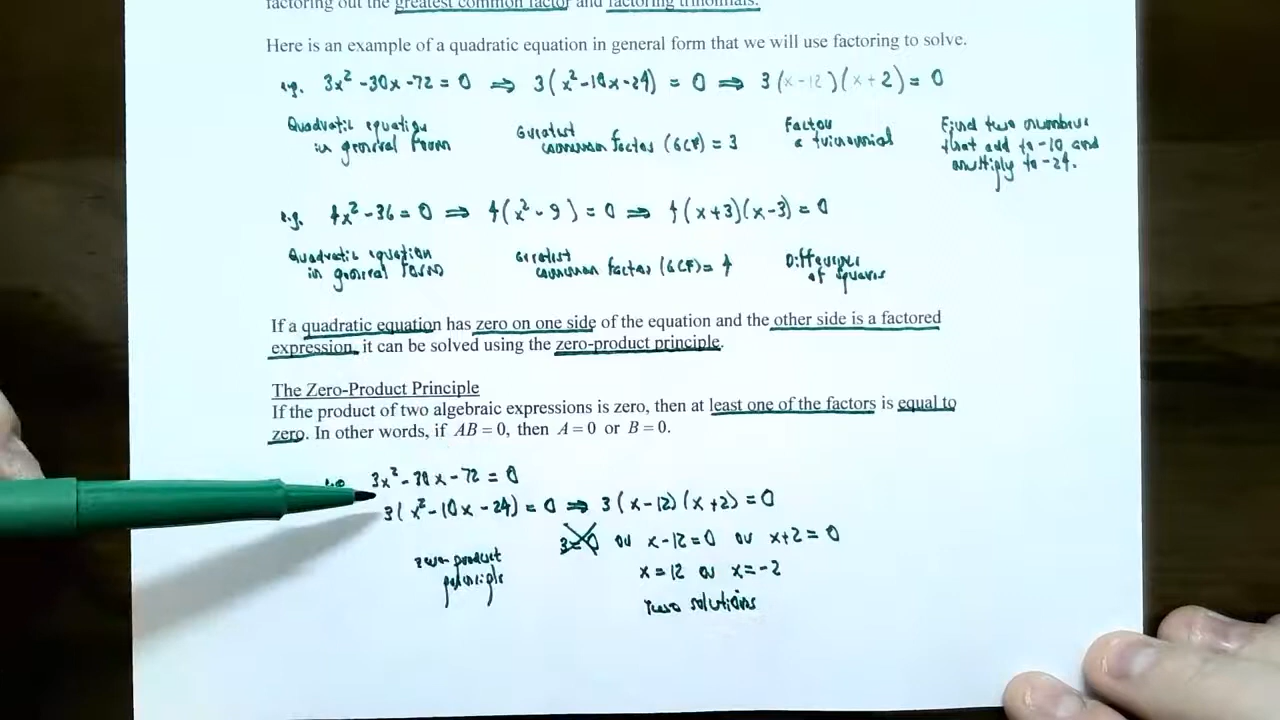 factoring out the greatest common factor and factoring trinomials.
Here is an example of a quadratic equation in general form that we will use factoring to solve.
e.g. 3x² -30x -72 = 0 ⇒ 3(x²-10x-24) = 0 ⇒ 3(x-12)(x+2) = 0
Quadratic equation
in general form
Greatest
common factor (GCF) = 3
Factor
a trinomial
Find two numbers
that add to -10 and
multiply to -24.
e.g. 4x² -36 = 0 ⇒ 4(x² - 9) = 0 ⇒ 4(x+3)(x-3) = 0
Quadratic equation
in general form
Greatest
common factor (GCF) = 4
Difference
of squares
If a quadratic equation has zero on one side of the equation and the other side is a factored
expression, it can be solved using the zero-product principle.
The Zero-Product Principle
If the product of two algebraic expressions is zero, then at least one of the factors is equal to
zero. In other words, if AB = 0, then A = 0 or B = 0.
3x² -30x -72 = 0
3(x² -10x -24) = 0 ⇒ 3(x-12)(x+2) = 0
3=0 or x-12=0 or x+2=0
zero-product
principle
x = 12 or x = -2
Two solutions